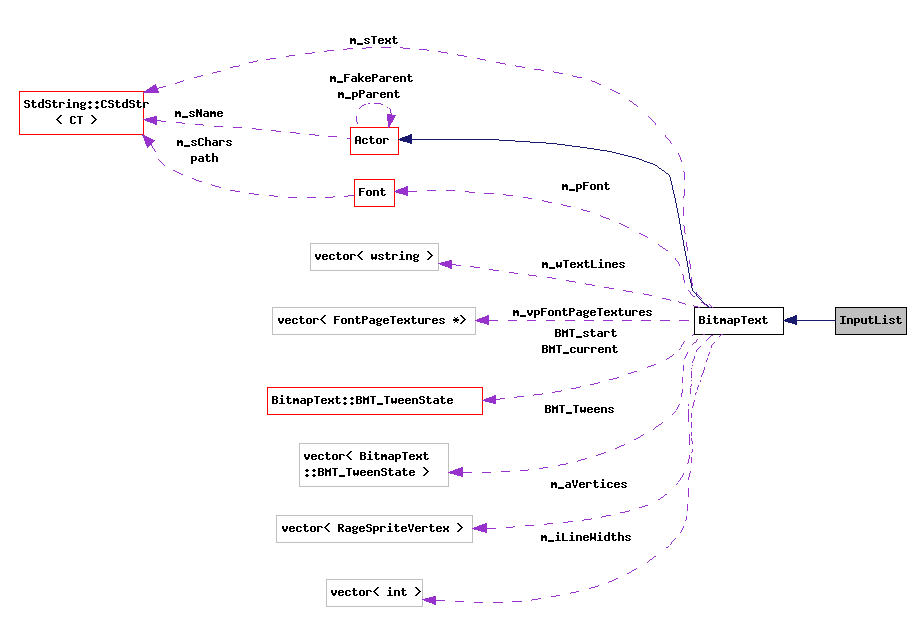 m_sText
m_FakeParent
m_pParent
StdString::CStdStr
< CT >
m_sName
Actor
m_sChars
path
Font
m_pFont
vector< wstring >
m_wTextLines
vector< FontPageTextures *>
m_vpFontPageTextures
BitmapText
InputList
BMT_start
BMT_current
BitmapText::BMT_TweenState
BMT_Tweens
vector< BitmapText
::BMT_TweenState >
m_aVertices
vector< RageSpriteVertex >
m_iLineWidths
vector< int >